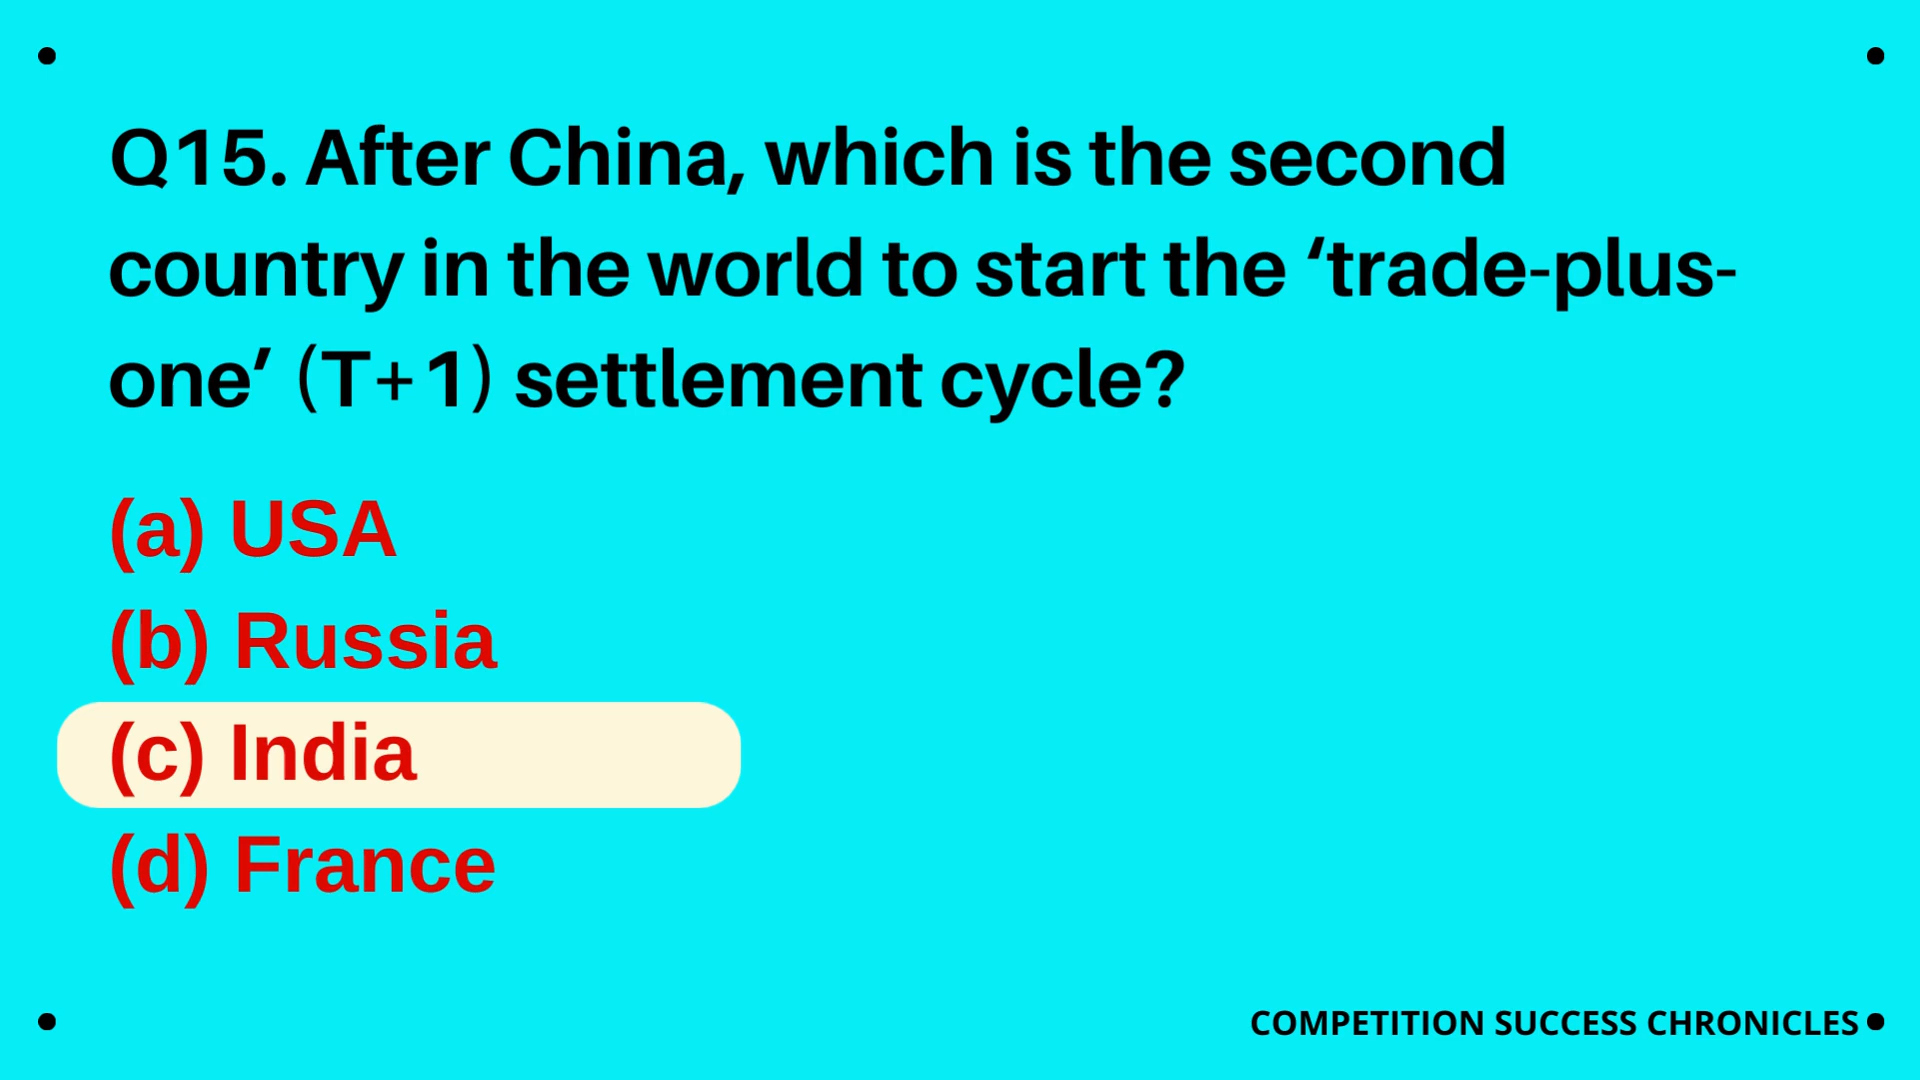 Q15. After China, which is the second
country in the world to start the ‘trade-plus-
one’ (T+1) settlement cycle?
(a) USA
(b) Russia
(c) India
(d) France
COMPETITION SUCCESS CHRONICLES